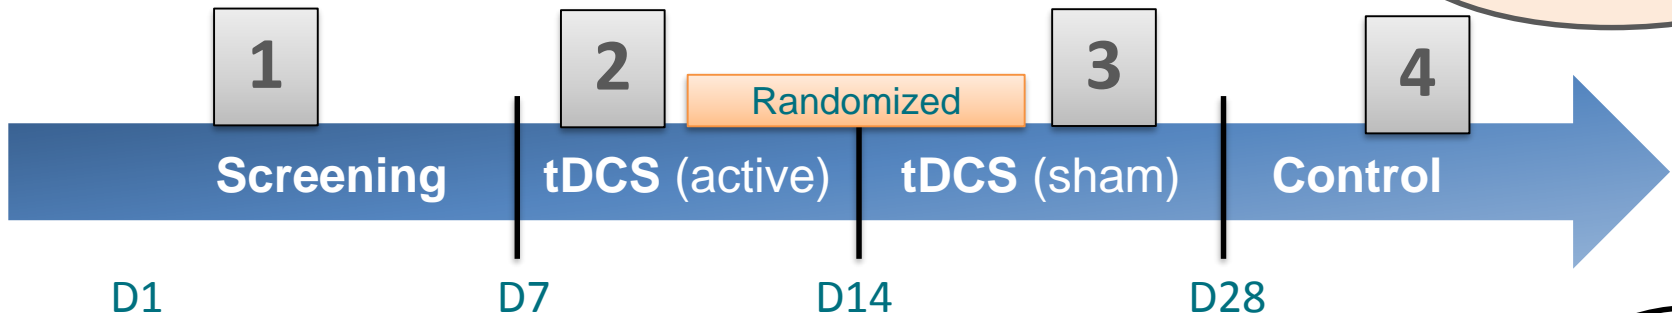 1 2 3 4
Randomized
Screening tDCS (active) tDCS (sham) Control
D1 D7 D14 D28